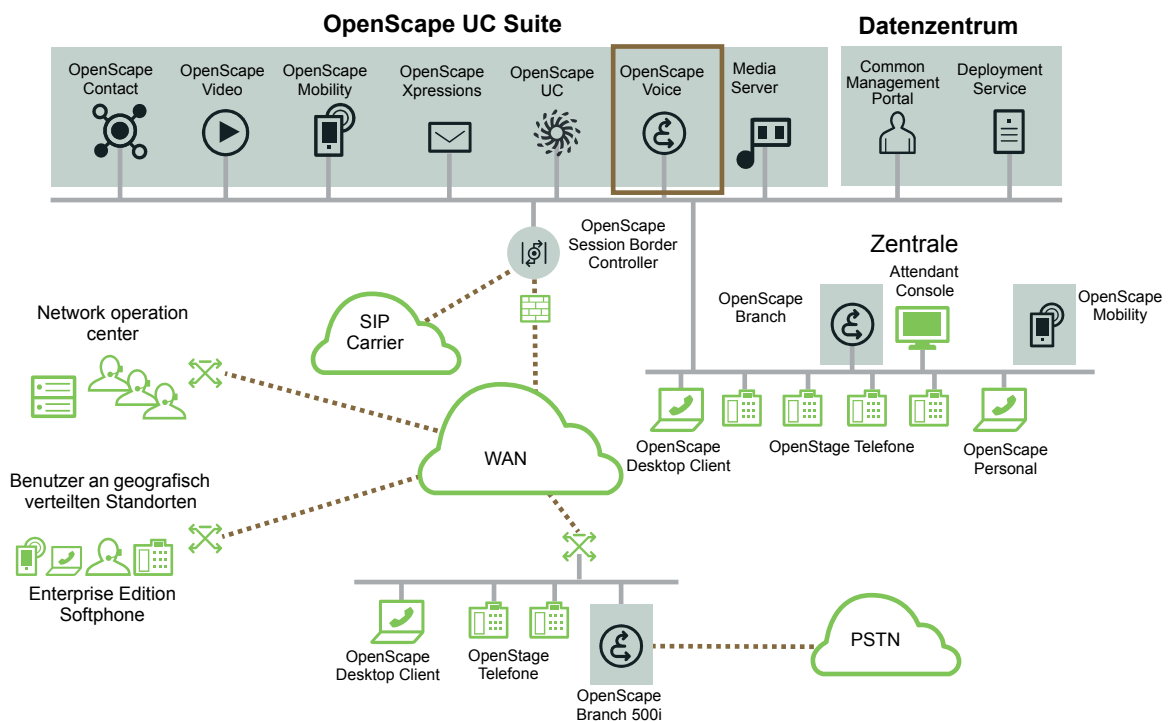 OpenScape UC Suite
Datenzentrum
OpenScape
Contact
OpenScape
Video
OpenScape
Mobility
OpenScape
Xpressions
OpenScape
UC
OpenScape
Voice
Media
Server
Common
Management
Portal
Deployment
Service
OpenScape
Session Border
Controller
Zentrale
Attendant
Console
OpenScape
Branch
OpenScape
Mobility
Network operation
center
SIP
Carrier
OpenScape
Desktop Client
OpenStage Telefone
OpenScape
Personal
WAN
Benutzer an geografisch
verteilten Standorten
Enterprise Edition
Softphone
OpenScape
Desktop Client
OpenStage
Telefone
OpenScape
Branch 500i
PSTN